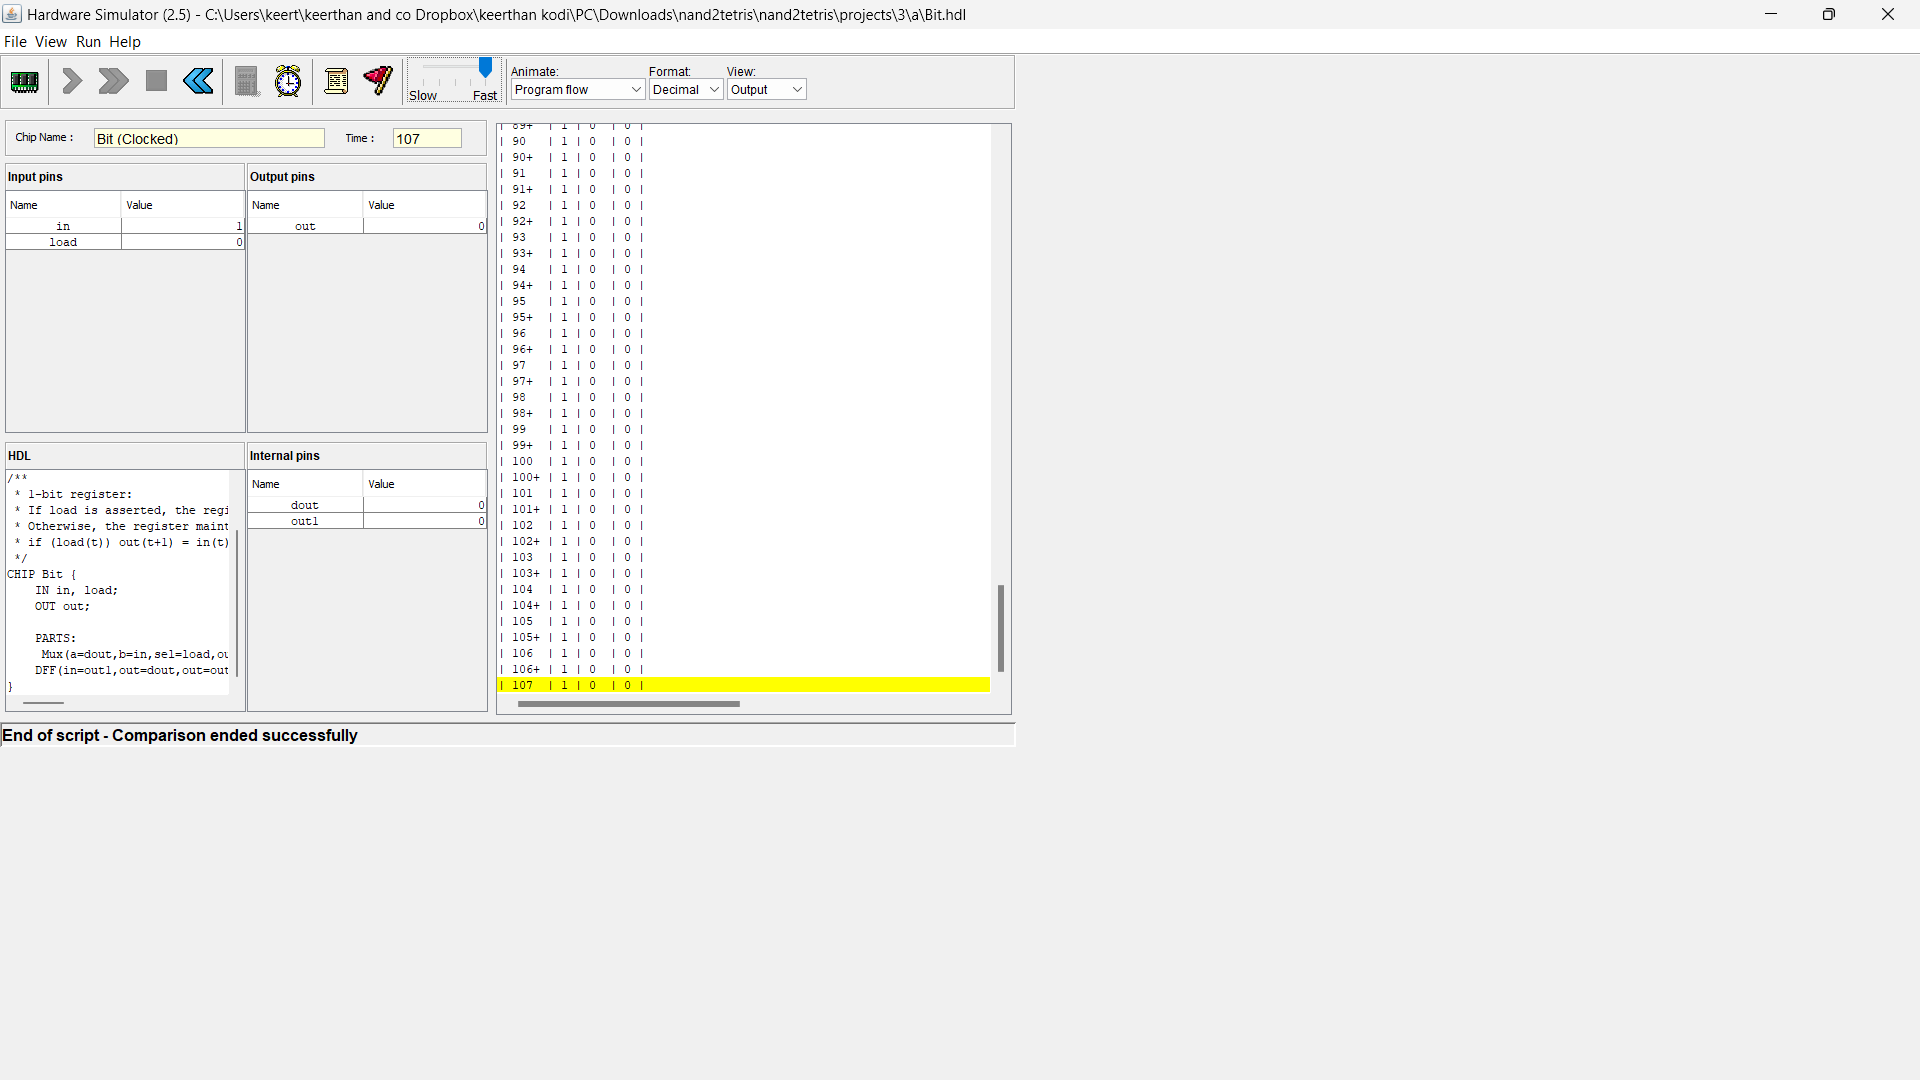 Hardware Simulator (2.5) - C:\Users\keert\keerthan and co Dropbox\keerthan kodi\PC\Downloads\nand2tetris\nand2tetris\projects\3\a\Bit.hdl
File View Run Help
Slow Fast
Animate: Format: View:
Program flow Decimal Output
Chip Name : Bit (Clocked) Time : 107
Input pins Output pins
Name Value Name Value
in 1 out 0
load 0
HDL Internal pins
Name Value
dout 0
out1 0
/**
* 1-bit register:
* If load is asserted, the regi
* Otherwise, the register maint
* if (load(t)) out(t+1) = in(t)
*/
CHIP Bit {
IN in, load;
OUT out;
PARTS:
Mux(a=dout,b=in,sel=load,ou
DFF(in=out1,out=dout,out=out
}
| 89+ | 1 | 0 | 0 |
| 90 | 1 | 0 | 0 |
| 90+ | 1 | 0 | 0 |
| 91 | 1 | 0 | 0 |
| 91+ | 1 | 0 | 0 |
| 92 | 1 | 0 | 0 |
| 92+ | 1 | 0 | 0 |
| 93 | 1 | 0 | 0 |
| 93+ | 1 | 0 | 0 |
| 94 | 1 | 0 | 0 |
| 94+ | 1 | 0 | 0 |
| 95 | 1 | 0 | 0 |
| 95+ | 1 | 0 | 0 |
| 96 | 1 | 0 | 0 |
| 96+ | 1 | 0 | 0 |
| 97 | 1 | 0 | 0 |
| 97+ | 1 | 0 | 0 |
| 98 | 1 | 0 | 0 |
| 98+ | 1 | 0 | 0 |
| 99 | 1 | 0 | 0 |
| 99+ | 1 | 0 | 0 |
| 100 | 1 | 0 | 0 |
| 100+ | 1 | 0 | 0 |
| 101 | 1 | 0 | 0 |
| 101+ | 1 | 0 | 0 |
| 102 | 1 | 0 | 0 |
| 102+ | 1 | 0 | 0 |
| 103 | 1 | 0 | 0 |
| 103+ | 1 | 0 | 0 |
| 104 | 1 | 0 | 0 |
| 104+ | 1 | 0 | 0 |
| 105 | 1 | 0 | 0 |
| 105+ | 1 | 0 | 0 |
| 106 | 1 | 0 | 0 |
| 106+ | 1 | 0 | 0 |
| 107 | 1 | 0 | 0 |
End of script - Comparison ended successfully